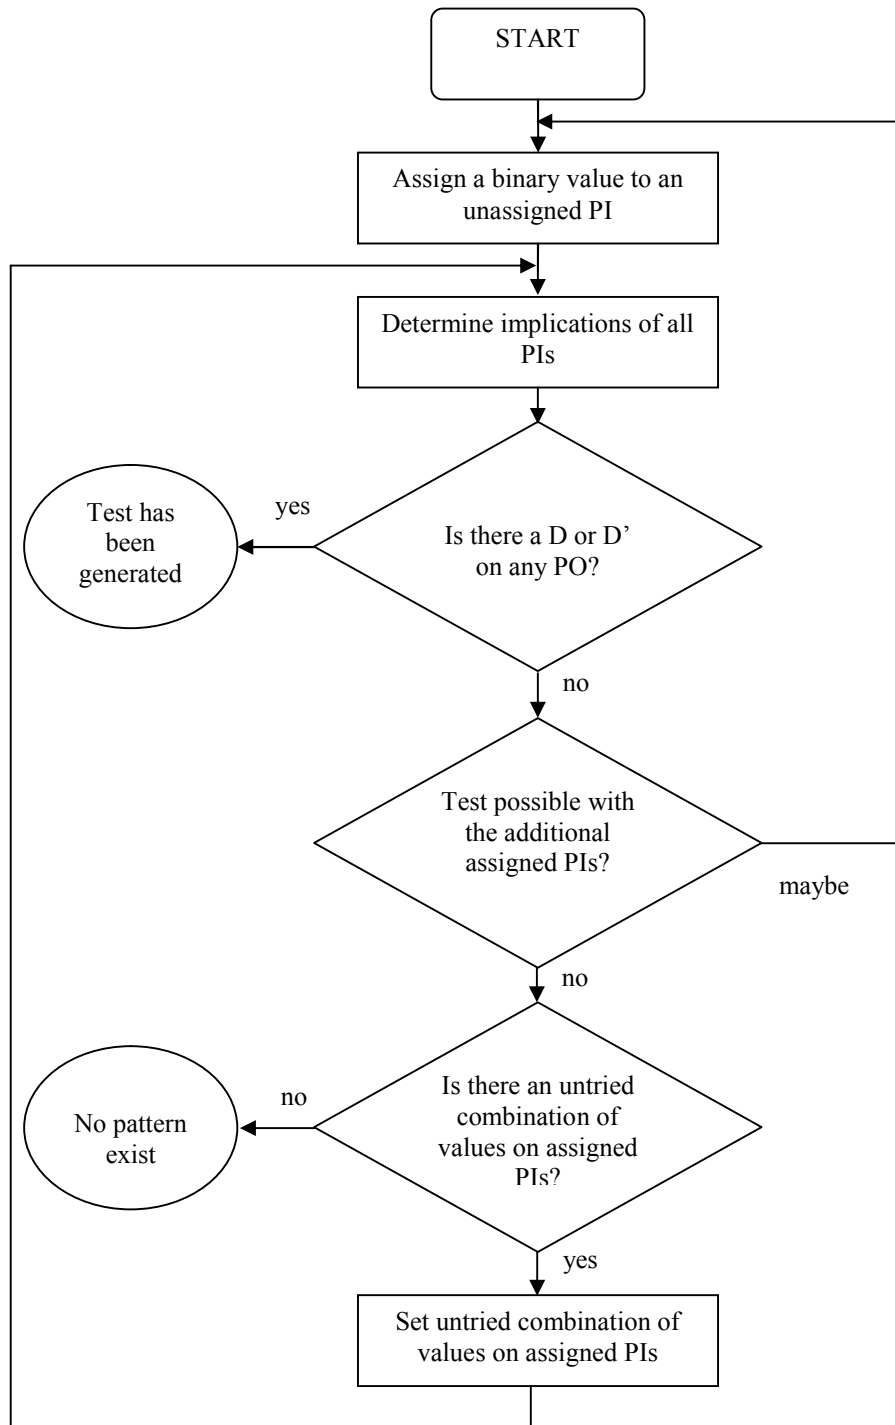 START
Assign a binary value to an
unassigned PI
Determine implications of all
PIs
yes
Test has
been
generated
Is there a D or D’
on any PO?
no
Test possible with
the additional
assigned PIs?
maybe
no
Is there an untried
combination of
values on assigned
PIs?
no
No pattern
exist
yes
Set untried combination of
values on assigned PIs